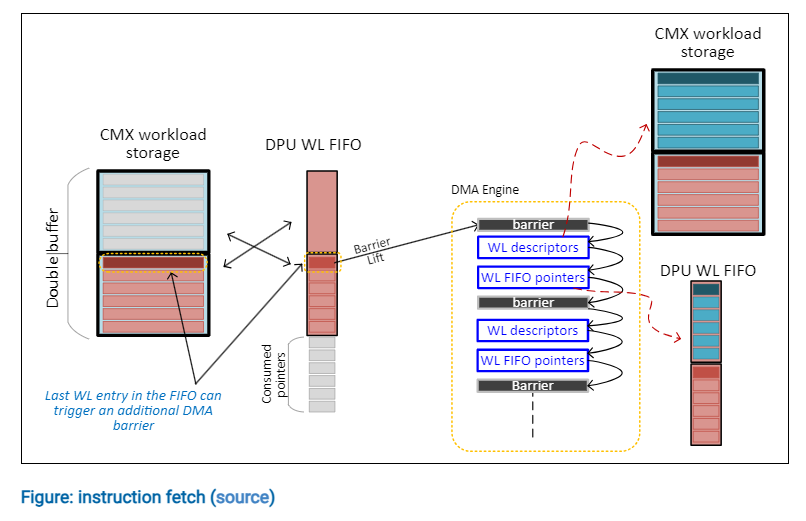 CMX workload
storage
DPU WL FIFO
Double buffer
Barrier
Lift
Consumed
pointers
Last WL entry in the FIFO can
trigger an additional DMA
barrier
DMA Engine
barrier
WL descriptors
WL FIFO pointers
barrier
WL descriptors
WL FIFO pointers
Barrier
CMX workload
storage
DPU WL FIFO
Figure: instruction fetch (source)